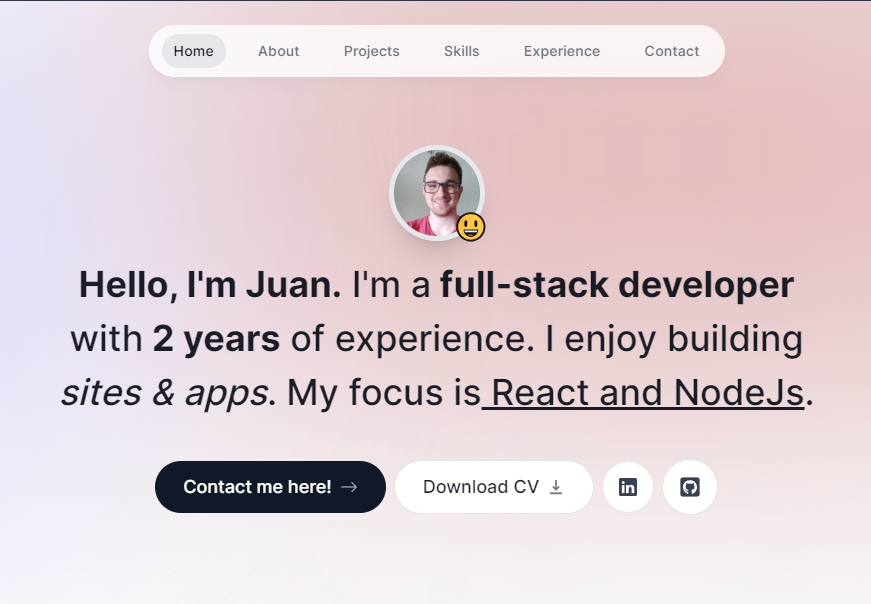 Home About Projects Skills Experience Contact
Hello, I'm Juan. I'm a full-stack developer
with 2 years of experience. I enjoy building
sites & apps. My focus is React and NodeJs.
Contact me here! Download CV in